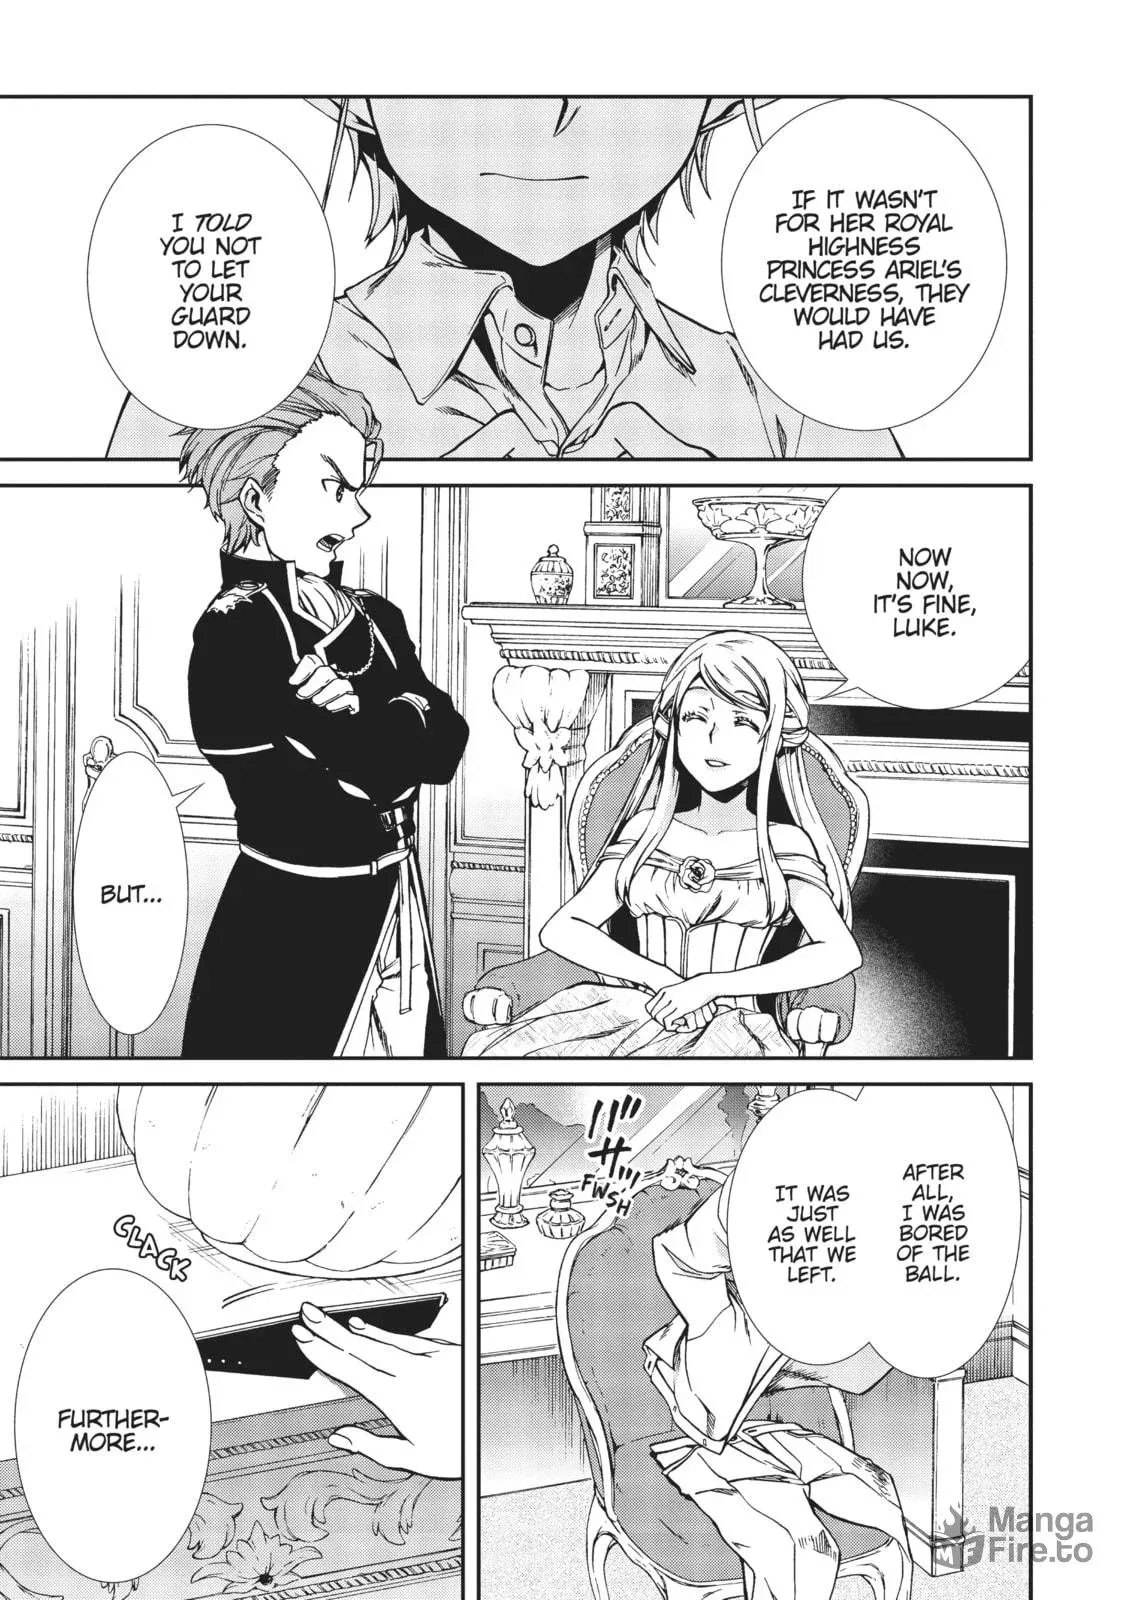 IF IT WASN'T
FOR HER ROYAL
HIGHNESS
PRINCESS ARIEL'S
CLEVERNESS, THEY
WOULD HAVE
HAD US.
I TOLD
YOU NOT
TO LET
YOUR
GUARD
DOWN.
NOW
NOW,
IT'S FINE,
LUKE.
BUT...
AFTER
ALL,
I WAS
BORED
OF THE
BALL.
IT WAS
JUST
AS WELL
THAT WE
LEFT.
FWSH
CLACK
FURTHER-
MORE...
Manga
MF Fire.to